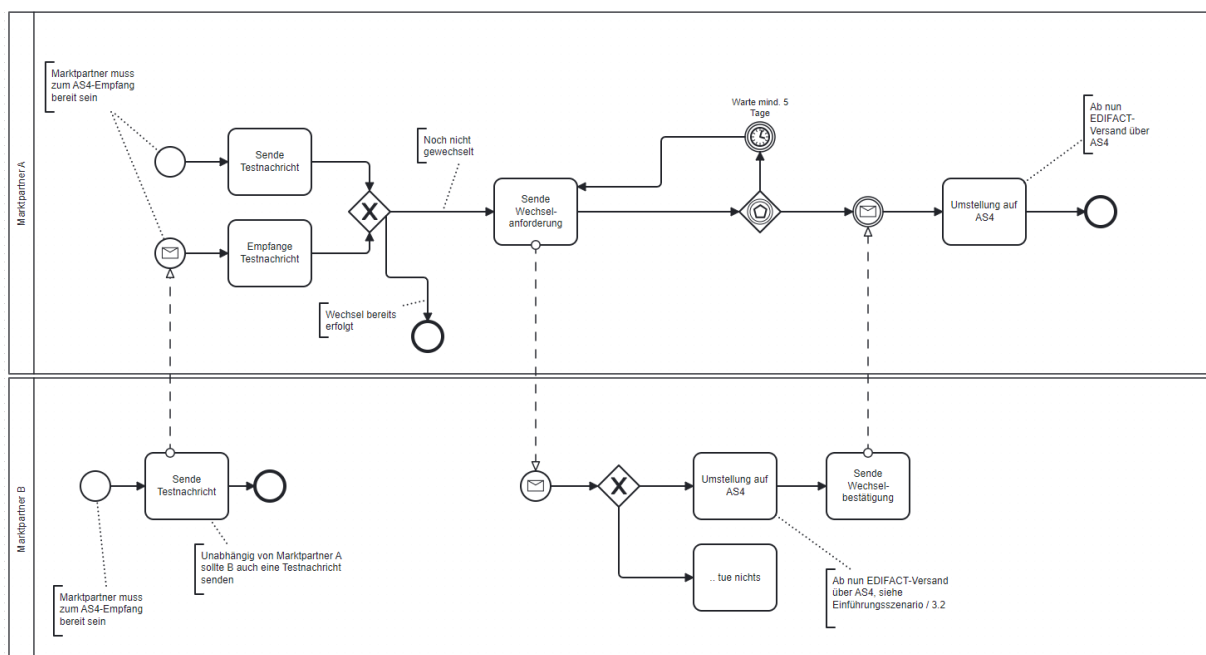 Marktpartner A
Marktpartner muss
zum AS4-Empfang
bereit sein
Sende
Testnachricht
Empfange
Testnachricht
Noch nicht
gewechselt
Wechsel bereits
erfolgt
Sende
Wechsel-
anforderung
Warte mind. 5
Tage
Umstellung auf
AS4
Ab nun
EDIFACT-
Versand über
AS4
Marktpartner B
Sende
Testnachricht
Unabhängig von Marktpartner A
sollte B auch eine Testnachricht
senden
Marktpartner muss
zum AS4-Empfang
bereit sein
Umstellung auf
AS4
Sende
Wechsel-
bestätigung
.. tue nichts
Ab nun EDIFACT-Versand
über AS4, siehe
Einführungsszenario / 3.2